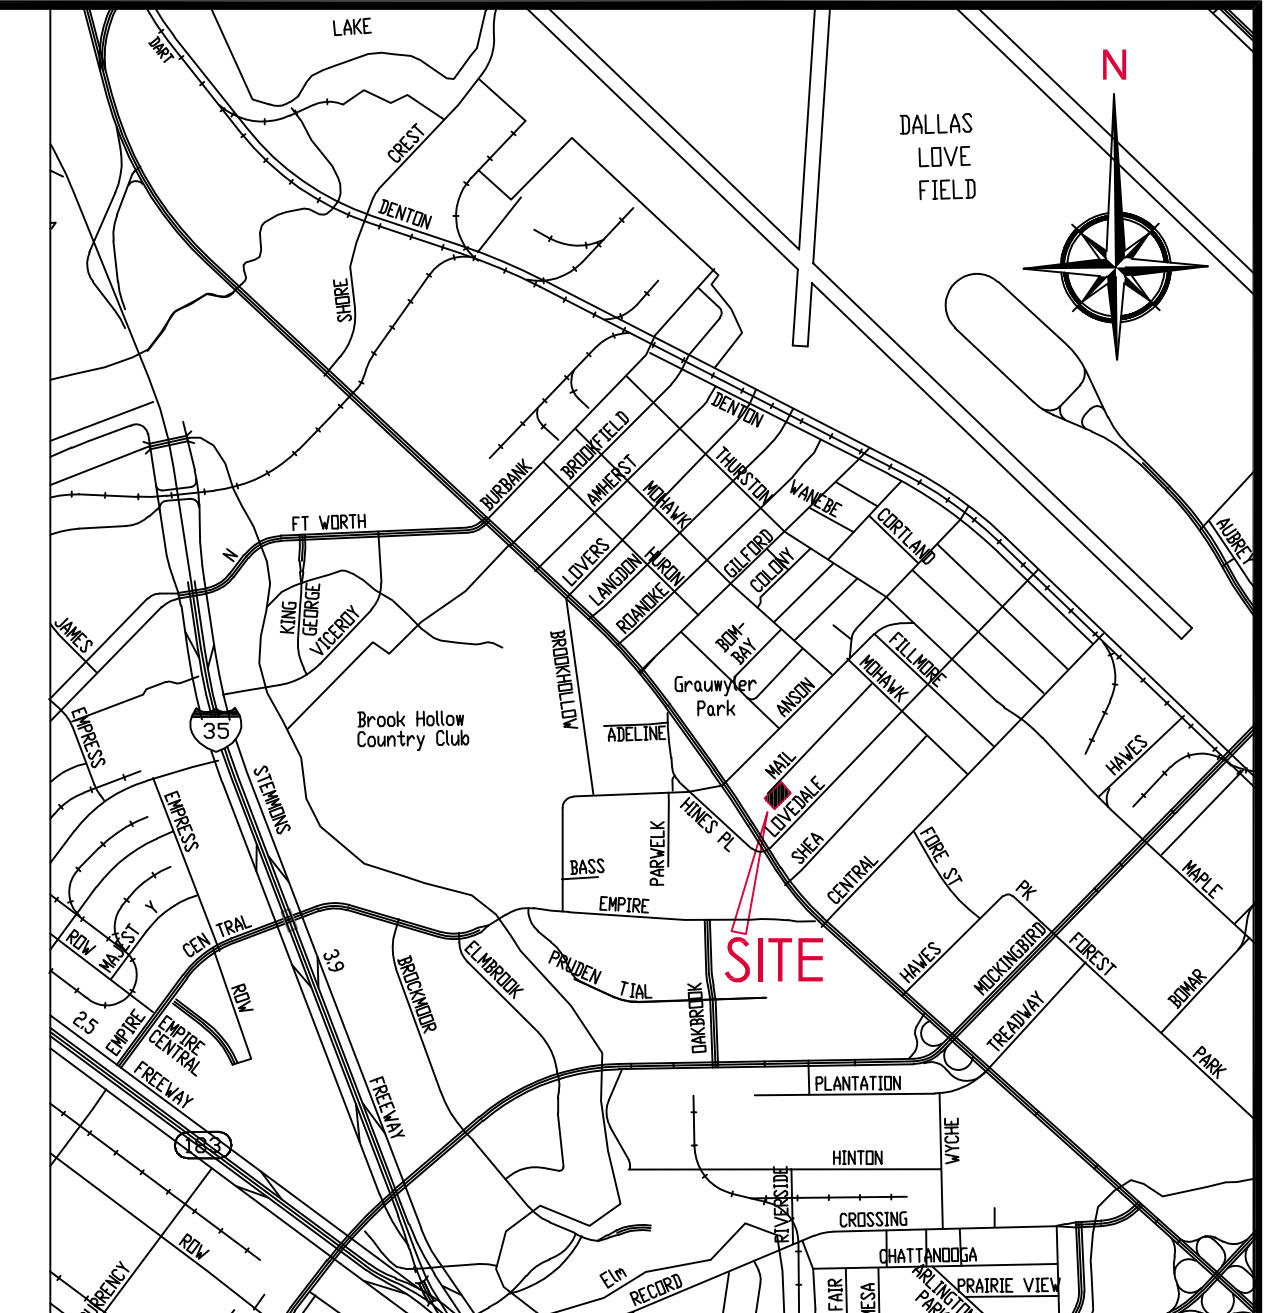 LAKE
N
DART
DALLAS
LOVE
FIELD
CREST
DENTON
SHORE
DENTON
BROOKFIELD
BURBANK
AMHERST
THURSTON
WANEBE
MOHAWK
CORTLAND
AUBREY
FT WORTH
N
LOVERS
LANGDON
HURON
ROANOKE
GILFORD
COLONY
KING
GEORGE
VICEROY
JAMES
BROOKHOLLOW
BOM-
BAY
FILLMORE
MOHAWK
ANSON
Grauwyler
Park
Brook Hollow
Country Club
ADELINE
35
EMPRESS
STEMMONS
MAIL
HAWES
LOVEDALE
HINES PL
EMPRESS
PARWELK
SHEA
BASS
CENTRAL
FORE ST
MAPLE
EMPIRE
PK
ROW
MAJEST Y
CEN TRAL
3.9
SITE
MOCKINGBIRD
FOREST
HAWES
BROCKMOOR
ELMBROOK
PRUDEN
TIAL
OAKBROOK
BOMAR
ROW
2.5
EMPIRE
EMPIRE
CENTRAL
TREADWAY
PARK
FREEWAY
FREEWAY
PLANTATION
183
WYCHE
HINTON
RIVERSIDE
CROSSING
ROW
CHATTANOOGA
Elm
RECORD
ARLINGTON
PARK
PRAIRIE VIEW
FAIR
MESA
URRENCY